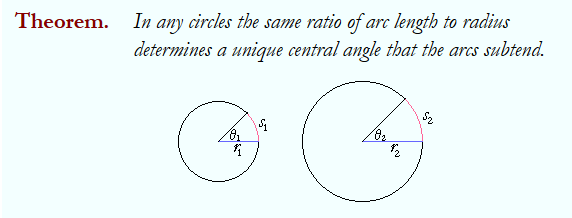 Theorem. In any circles the same ratio of arc length to radius
determines a unique central angle that the arcs subtend.
θ₁ r₁ s₁
θ₂ r₂ s₂